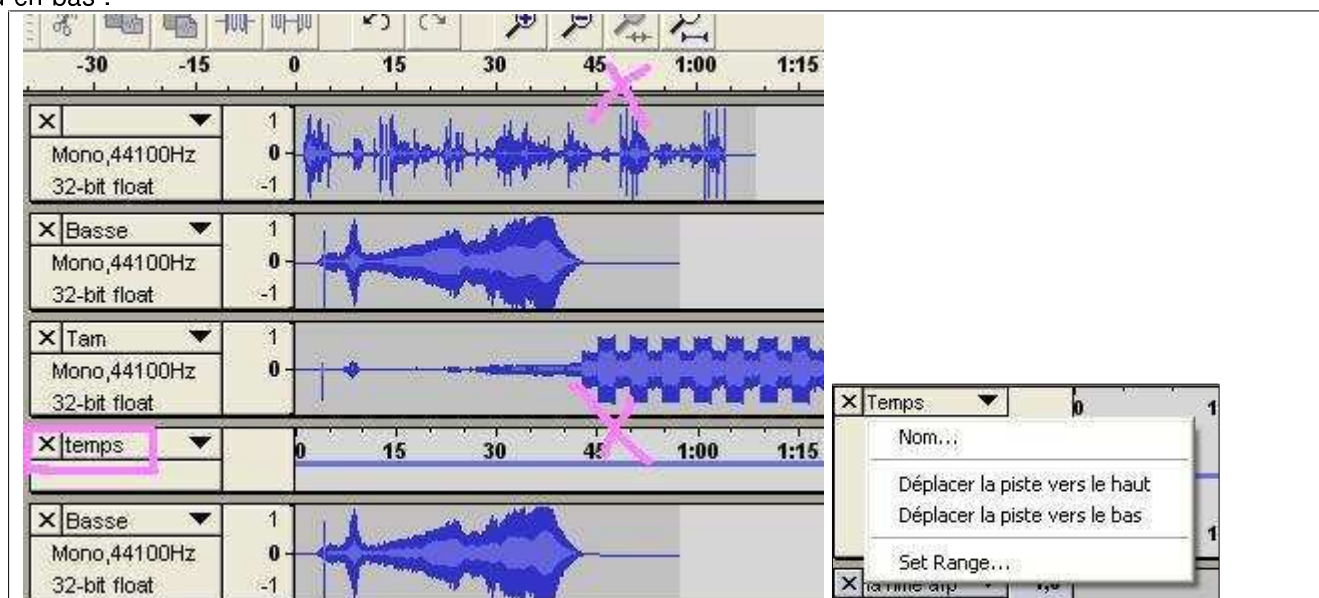 en bas :
-30 -15 0 15 30 45 1:00 1:15
X
1
Mono,44100Hz 0
32-bit float -1
X Basse 1
Mono,44100Hz 0
32-bit float -1
X Tam 1
Mono,44100Hz 0
32-bit float
X temps
0 15 30 45 1:00 1:15
X Basse 1
Mono,44100Hz 0
32-bit float -1
X Temps 0 1
Nom...
Déplacer la piste vers le haut
Déplacer la piste vers le bas
1
Set Range...
X